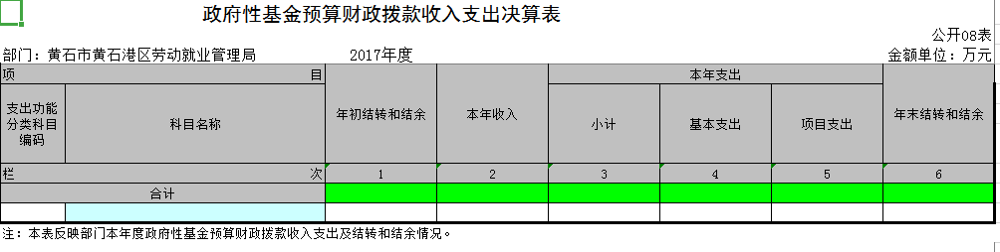 政府性基金预算财政拨款收入支出决算表
公开08表
部门：黄石市黄石港区劳动就业管理局 2017年度 金额单位：万元
项 目 年初结转和结余 本年收入 本年支出 年末结转和结余
支出功能分类科目编码 科目名称 小计 基本支出 项目支出
栏 次 1 2 3 4 5 6
合计
注：本表反映部门本年度政府性基金预算财政拨款收入支出及结转和结余情况。